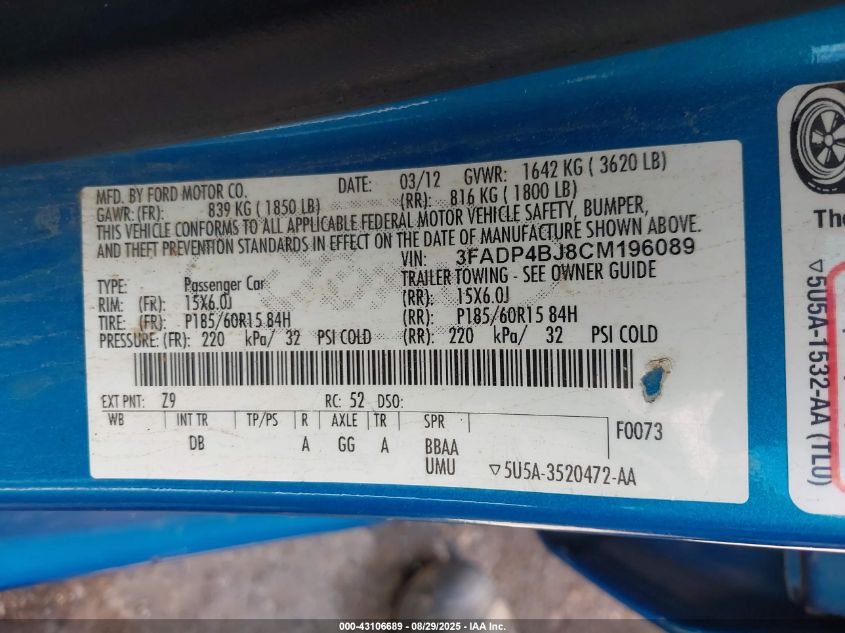 MFD. BY FORD MOTOR CO. DATE: 03/12 GVWR: 1642 KG ( 3620 LB)
GAWR: (FR): 839 KG ( 1850 LB) (RR): 816 KG ( 1800 LB)
THIS VEHICLE CONFORMS TO ALL APPLICABLE FEDERAL MOTOR VEHICLE SAFETY, BUMPER,
AND THEFT PREVENTION STANDARDS IN EFFECT ON THE DATE OF MANUFACTURE SHOWN ABOVE.
VIN: 3FADP4BJ8CM196089
TYPE: Passenger Car TRAILER TOWING - SEE OWNER GUIDE
RIM: (FR): 15X6.0J (RR): 15X6.0J
TIRE: (FR): P185/60R15 84H (RR): P185/60R15 84H
PRESSURE: (FR): 220 kPa/ 32 PSI COLD (RR): 220 kPa/ 32 PSI COLD
EXT PNT: Z9 RC: 52 DSO:
WB INT TR TP/PS R AXLE TR SPR F0073
DB A GG A BBAA
UMU ▽5U5A-3520472-AA
The
▽5U5A-1532-AA (TLU)
000-43106689 - 08/29/2025 - IAA Inc.